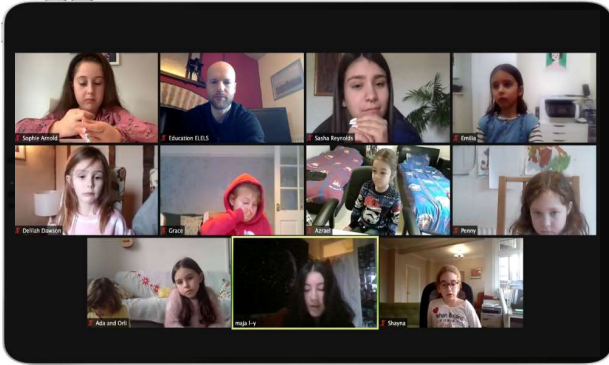 Sophie Arnold
Education ELELS
Sasha Reynolds
Emilia
Delilah Dawson
Grace
Azrael
Penny
Ada and Orli
maja l-y
Shayna